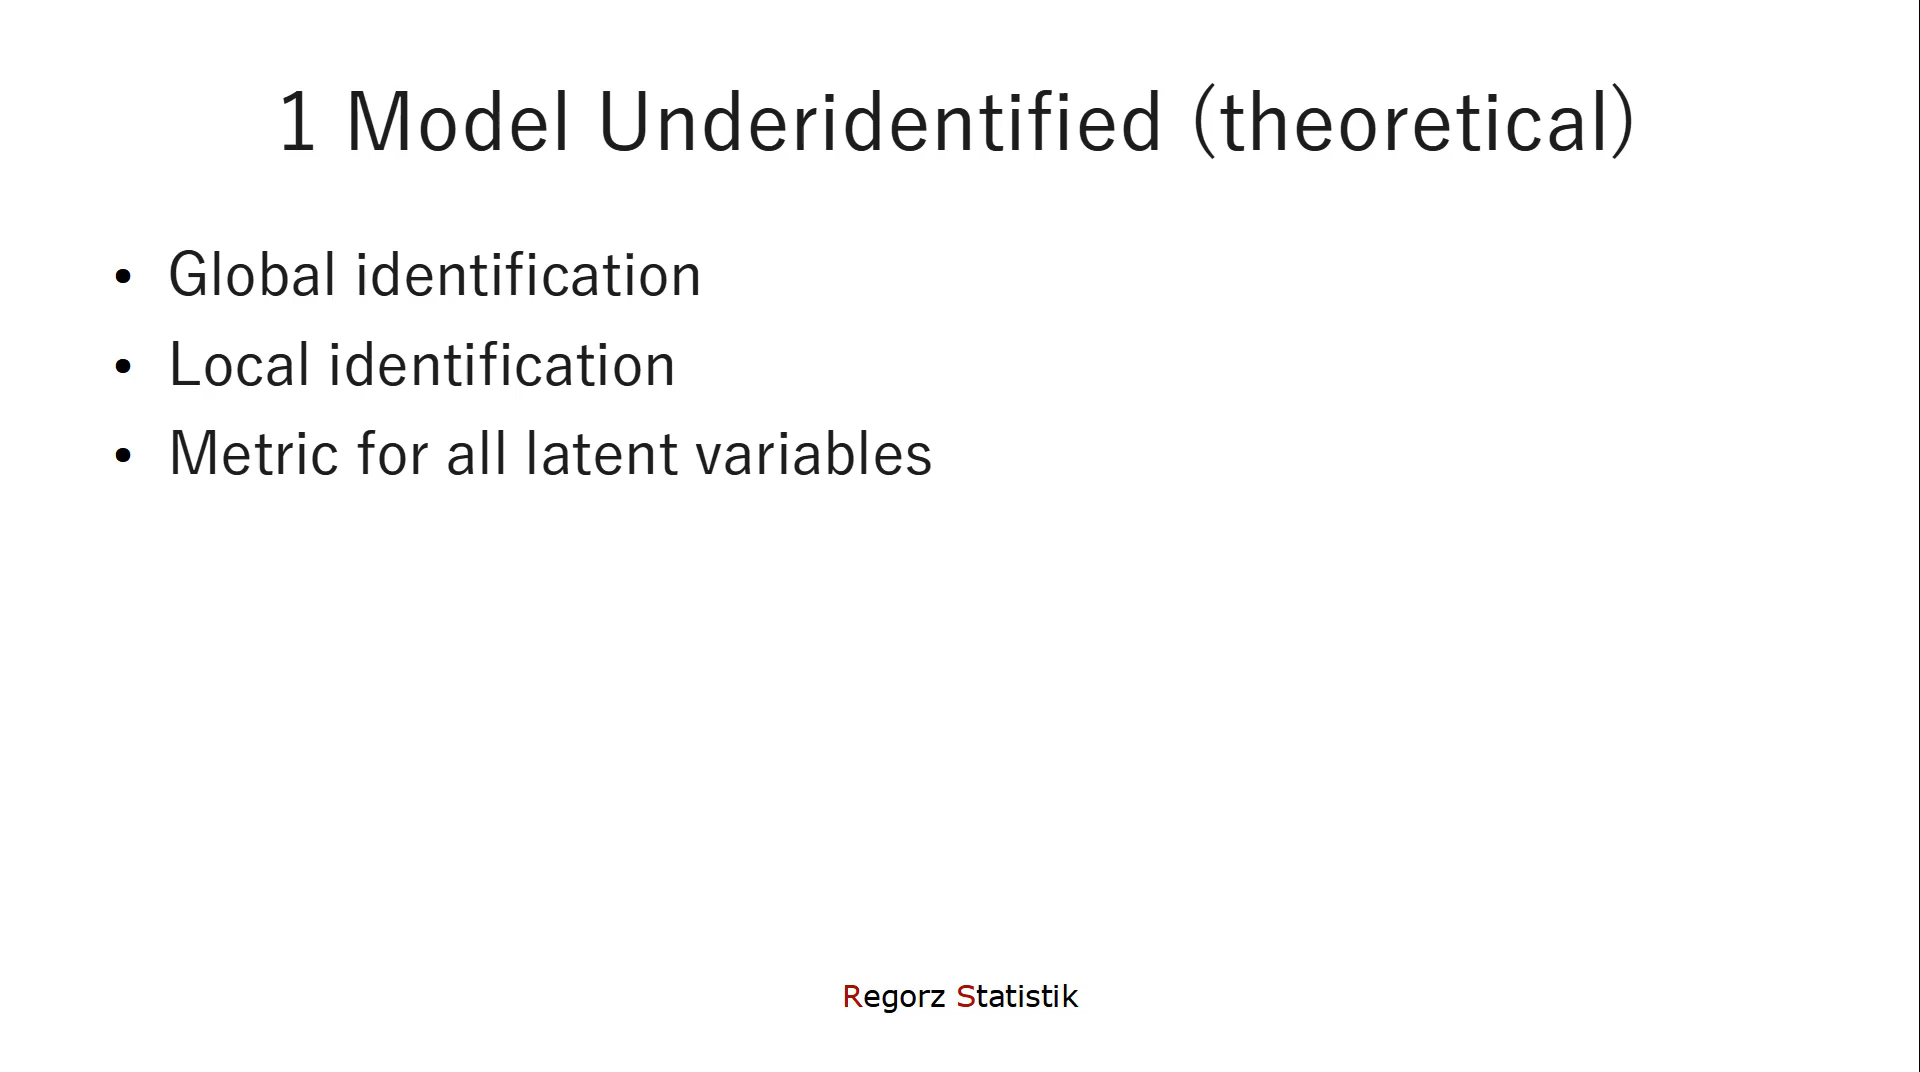 1 Model Underidentified (theoretical)
• Global identification
• Local identification
• Metric for all latent variables
Regorz Statistik